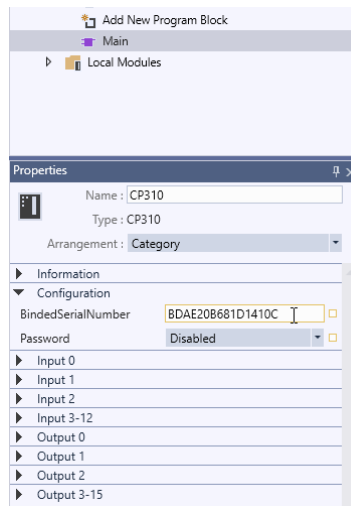 Add New Program Block
Main
Local Modules
Properties
Name : CP310
Type : CP310
Arrangement : Category
Information
Configuration
BindedSerialNumber BDAE20B681D1410C
Password Disabled
Input 0
Input 1
Input 2
Input 3-12
Output 0
Output 1
Output 2
Output 3-15